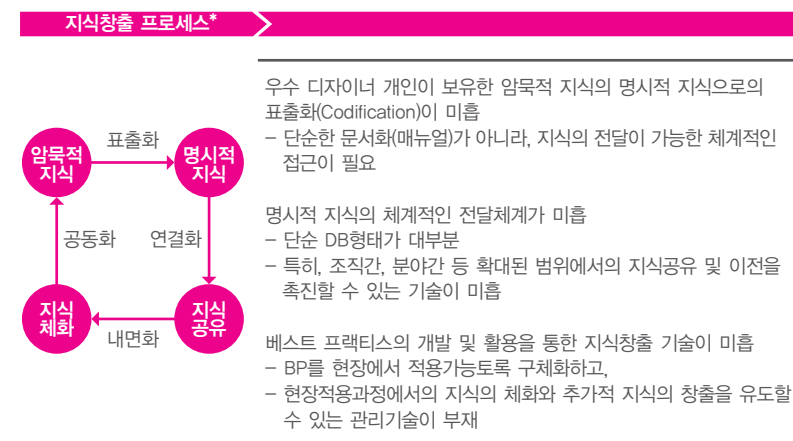 지식창출 프로세스*
암묵적
지식
표출화
명시적
지식
공동화
연결화
지식
체화
내면화
지식
공유
우수 디자이너 개인이 보유한 암묵적 지식의 명시적 지식으로의
표출화(Codification)이 미흡
– 단순한 문서화(매뉴얼)가 아니라, 지식의 전달이 가능한 체계적인
접근이 필요
명시적 지식의 체계적인 전달체계가 미흡
– 단순 DB형태가 대부분
– 특히, 조직간, 분야간 등 확대된 범위에서의 지식공유 및 이전을
촉진할 수 있는 기술이 미흡
베스트 프랙티스의 개발 및 활용을 통한 지식창출 기술이 미흡
– BP를 현장에서 적용가능토록 구체화하고,
– 현장적용과정에서의 지식의 체화와 추가적 지식의 창출을 유도할
수 있는 관리기술이 부재